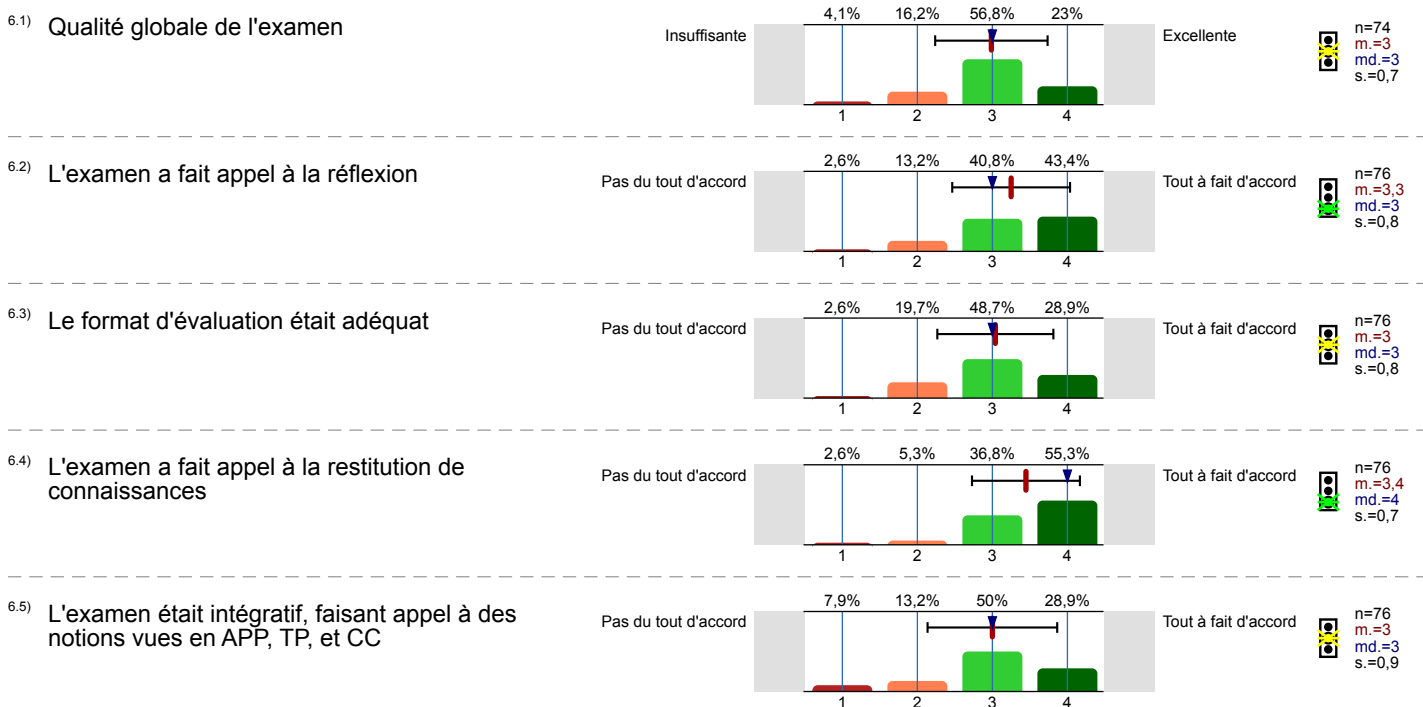 6.1) Qualité globale de l'examen
Insuffisante
4,1% 16,2% 56,8% 23%
1 2 3 4
Excellente
n=74
m.=3
md.=3
s.=0,7
6.2) L'examen a fait appel à la réflexion
Pas du tout d'accord
2,6% 13,2% 40,8% 43,4%
1 2 3 4
Tout à fait d'accord
n=76
m.=3,3
md.=3
s.=0,8
6.3) Le format d'évaluation était adéquat
Pas du tout d'accord
2,6% 19,7% 48,7% 28,9%
1 2 3 4
Tout à fait d'accord
n=76
m.=3
md.=3
s.=0,8
6.4) L'examen a fait appel à la restitution de
connaissances
Pas du tout d'accord
2,6% 5,3% 36,8% 55,3%
1 2 3 4
Tout à fait d'accord
n=76
m.=3,4
md.=4
s.=0,7
6.5) L'examen était intégratif, faisant appel à des
notions vues en APP, TP, et CC
Pas du tout d'accord
7,9% 13,2% 50% 28,9%
1 2 3 4
Tout à fait d'accord
n=76
m.=3
md.=3
s.=0,9